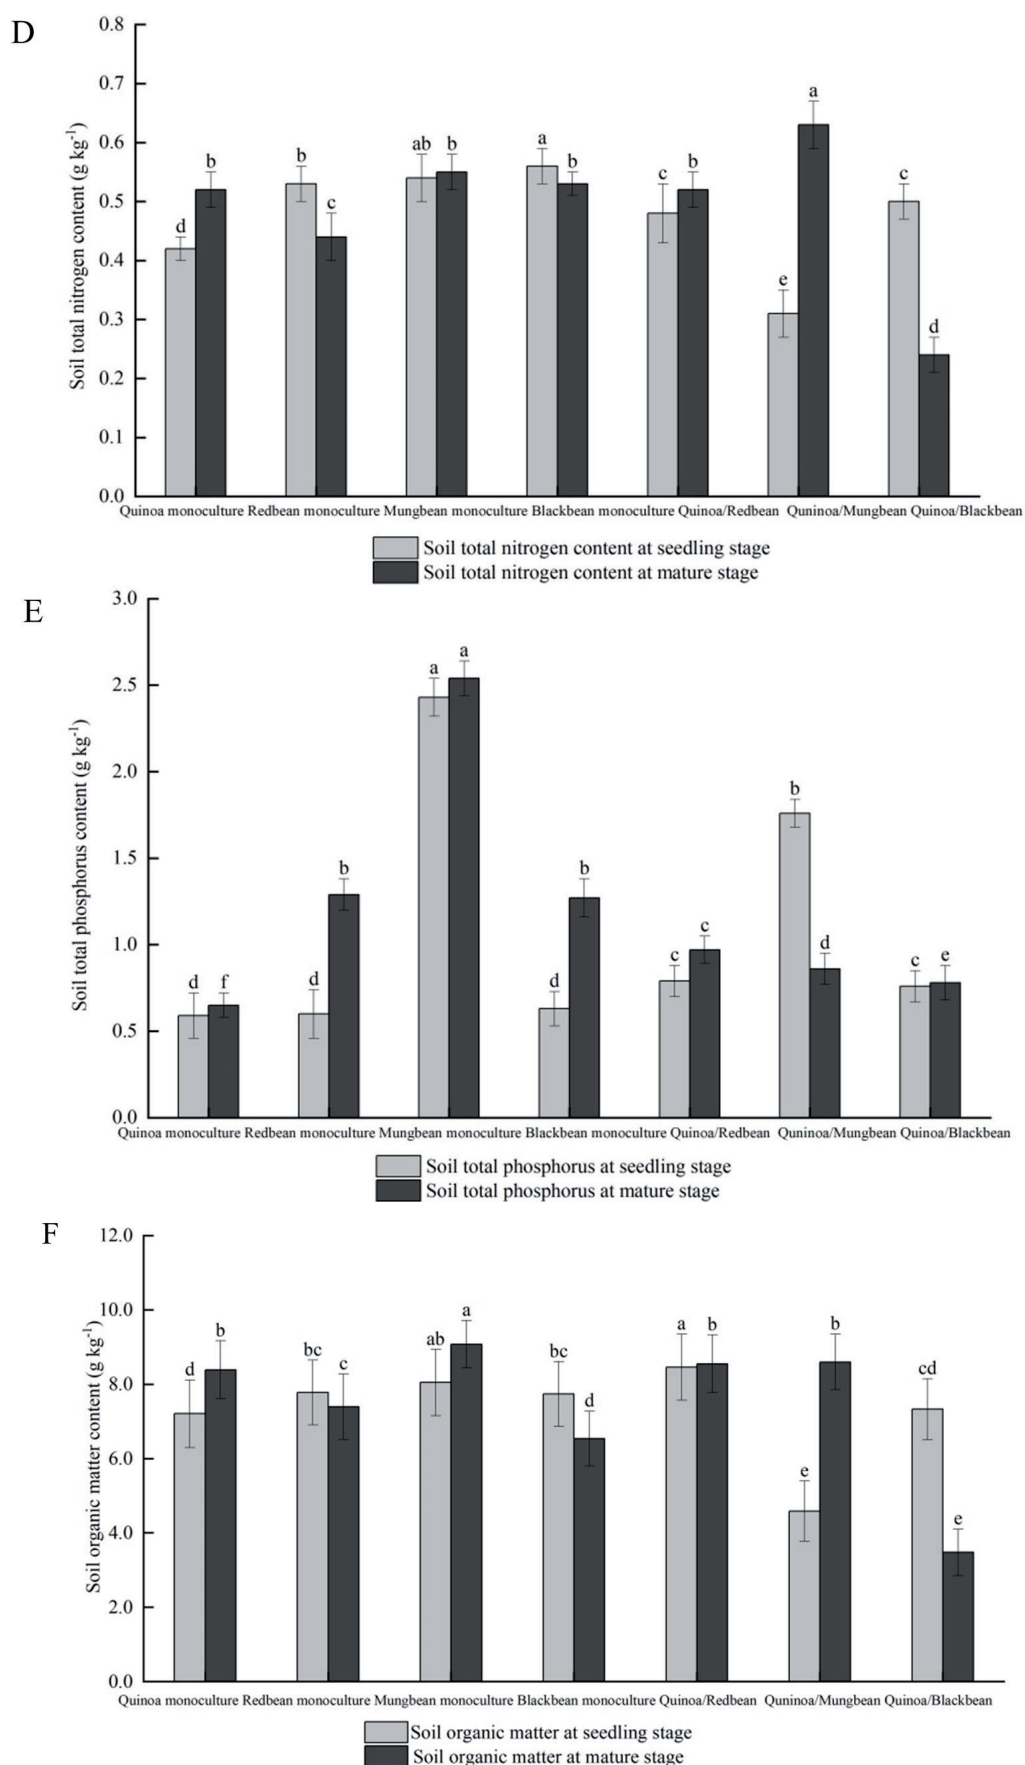 D
Soil total nitrogen content (g kg-1)
0.8
0.7
0.6
0.5
0.4
0.3
0.2
0.1
0.0
d b b c ab b a b c b e a c d
Quinoa monoculture Redbean monoculture Mungbean monoculture Blackbean monoculture Quinoa/Redbean Quninoa/Mungbean Quinoa/Blackbean
Soil total nitrogen content at seedling stage
Soil total nitrogen content at mature stage
E
Soil total phosphorus content (g kg-1)
3.0
2.5
2.0
1.5
1.0
0.5
0.0
d f d b a a d b c c b d c e
Quinoa monoculture Redbean monoculture Mungbean monoculture Blackbean monoculture Quinoa/Redbean Quninoa/Mungbean Quinoa/Blackbean
Soil total phosphorus at seedling stage
Soil total phosphorus at mature stage
F
Soil organic matter content (g kg-1)
12.0
10.0
8.0
6.0
4.0
2.0
0.0
d b bc c ab a bc d a b e b cd e
Quinoa monoculture Redbean monoculture Mungbean monoculture Blackbean monoculture Quinoa/Redbean Quninoa/Mungbean Quinoa/Blackbean
Soil organic matter at seedling stage
Soil organic matter at mature stage